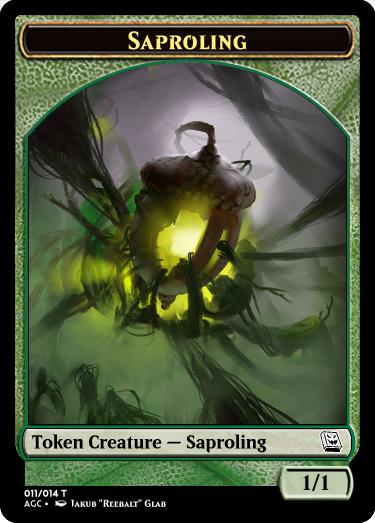 Saproling
Token Creature — Saproling
1/1
011/014 T
AGC • Jakub "Reebalt" Glab